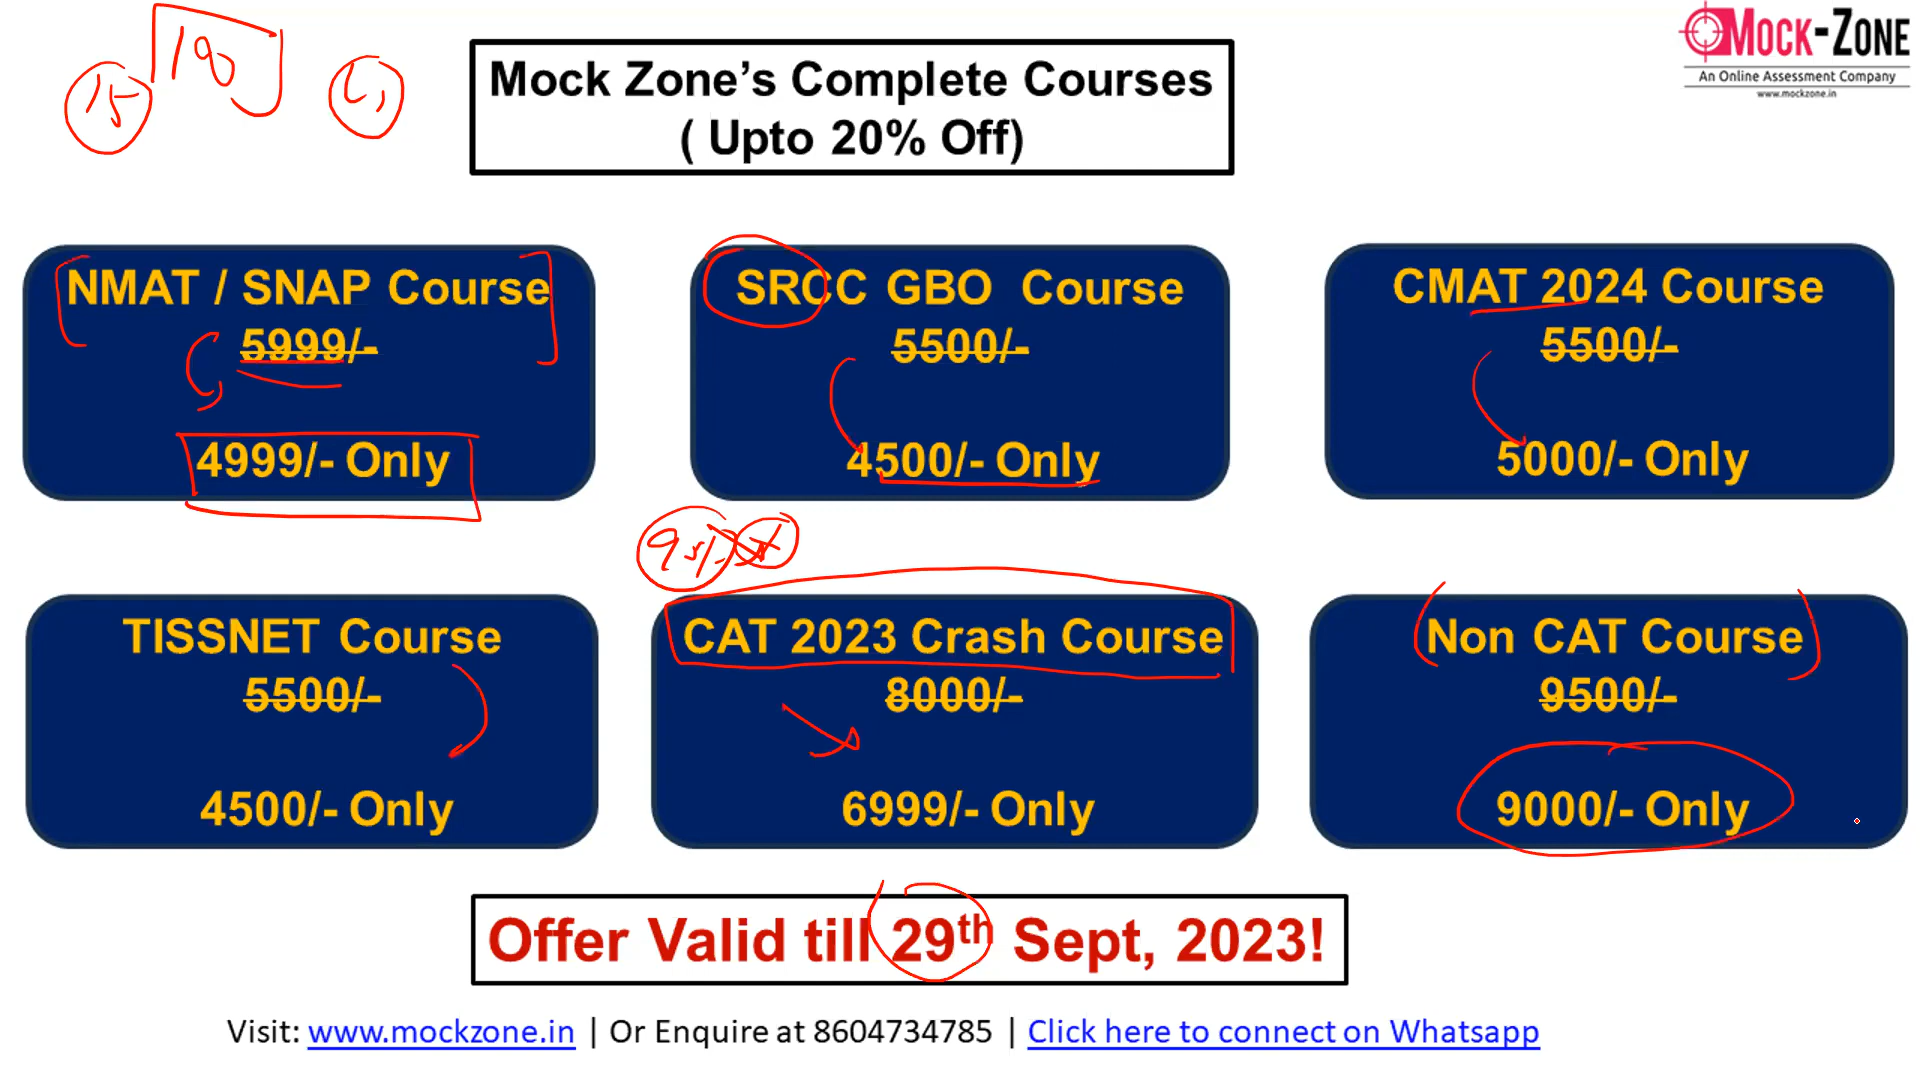 15
18
MOCK-ZONE
An Online Assessment Company
www.mockzone.in
Mock Zone’s Complete Courses
( Upto 20% Off)
NMAT / SNAP Course
5999/-
4999/- Only
SRCC GBO Course
5500/-
4500/- Only
CMAT 2024 Course
5500/-
5000/- Only
TISSNET Course
5500/-
4500/- Only
CAT 2023 Crash Course
8000/-
6999/- Only
Non CAT Course
9500/-
9000/- Only
Offer Valid till 29th Sept, 2023!
Visit: www.mockzone.in | Or Enquire at 8604734785 | Click here to connect on Whatsapp